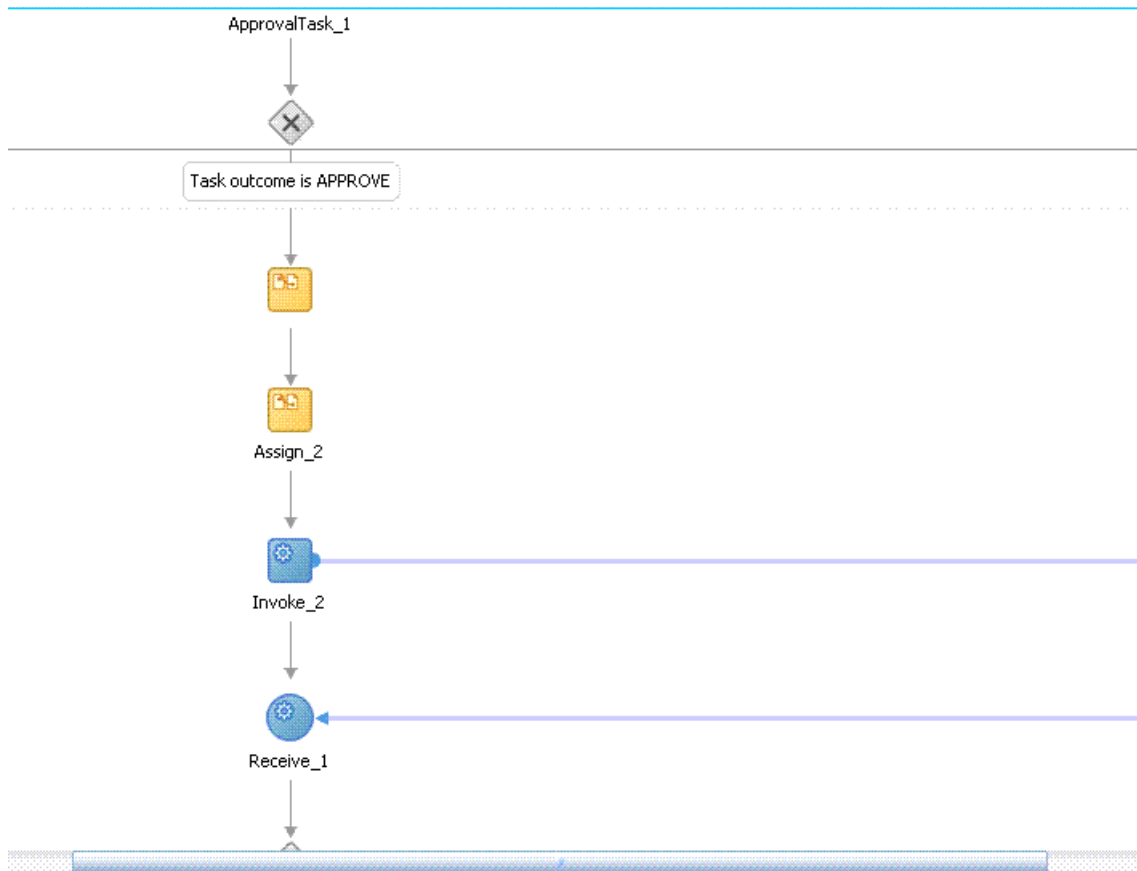 ApprovalTask_1
Task outcome is APPROVE
Assign_2
Invoke_2
Receive_1